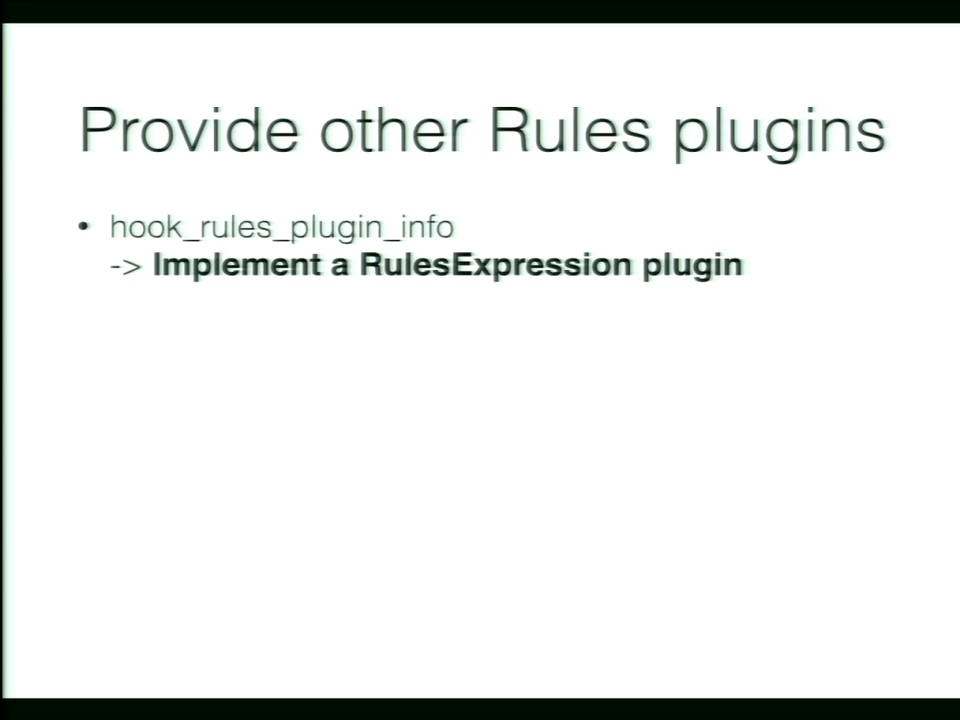 Provide other Rules plugins
• hook_rules_plugin_info
-> Implement a RulesExpression plugin